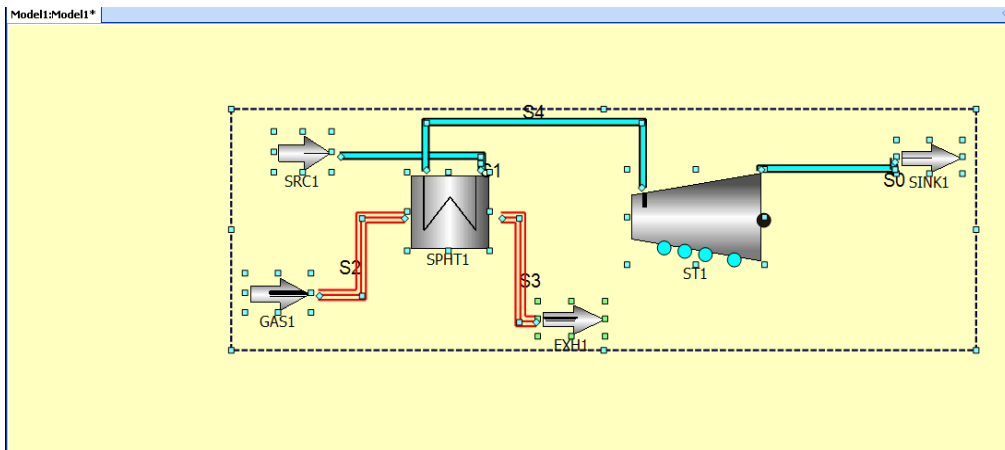 Model1:Model1*
S4
SRC1
S1
S0
SINK1
SPHT1
S2
S3
ST1
GAS1
EXH1